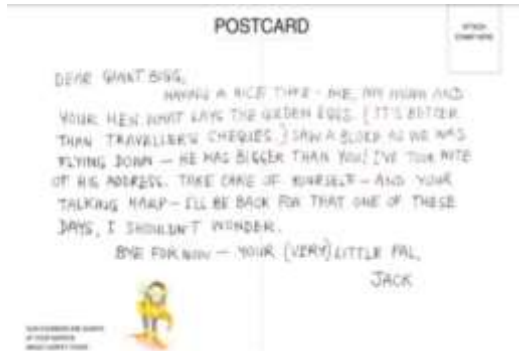 POSTCARD
DEAR GIANT BIGG,
HAVING A NICE TIME - ME, MY MUM AND
YOUR HEN WHAT LAYS THE GOLDEN EGGS. (IT'S BETTER
THAN TRAVELLER'S CHEQUES.) SAW A BLOKE AS WE WAS
FLYING DOWN - HE WAS BIGGER THAN YOU! I'VE TOOK NOTE
OF HIS ADDRESS. TAKE CARE OF YOURSELF - AND YOUR
TALKING HARP - I'LL BE BACK FOR THAT ONE OF THESE
DAYS, I SHOULDN'T WONDER.
BYE FOR NOW - YOUR (VERY) LITTLE PAL,
JACK